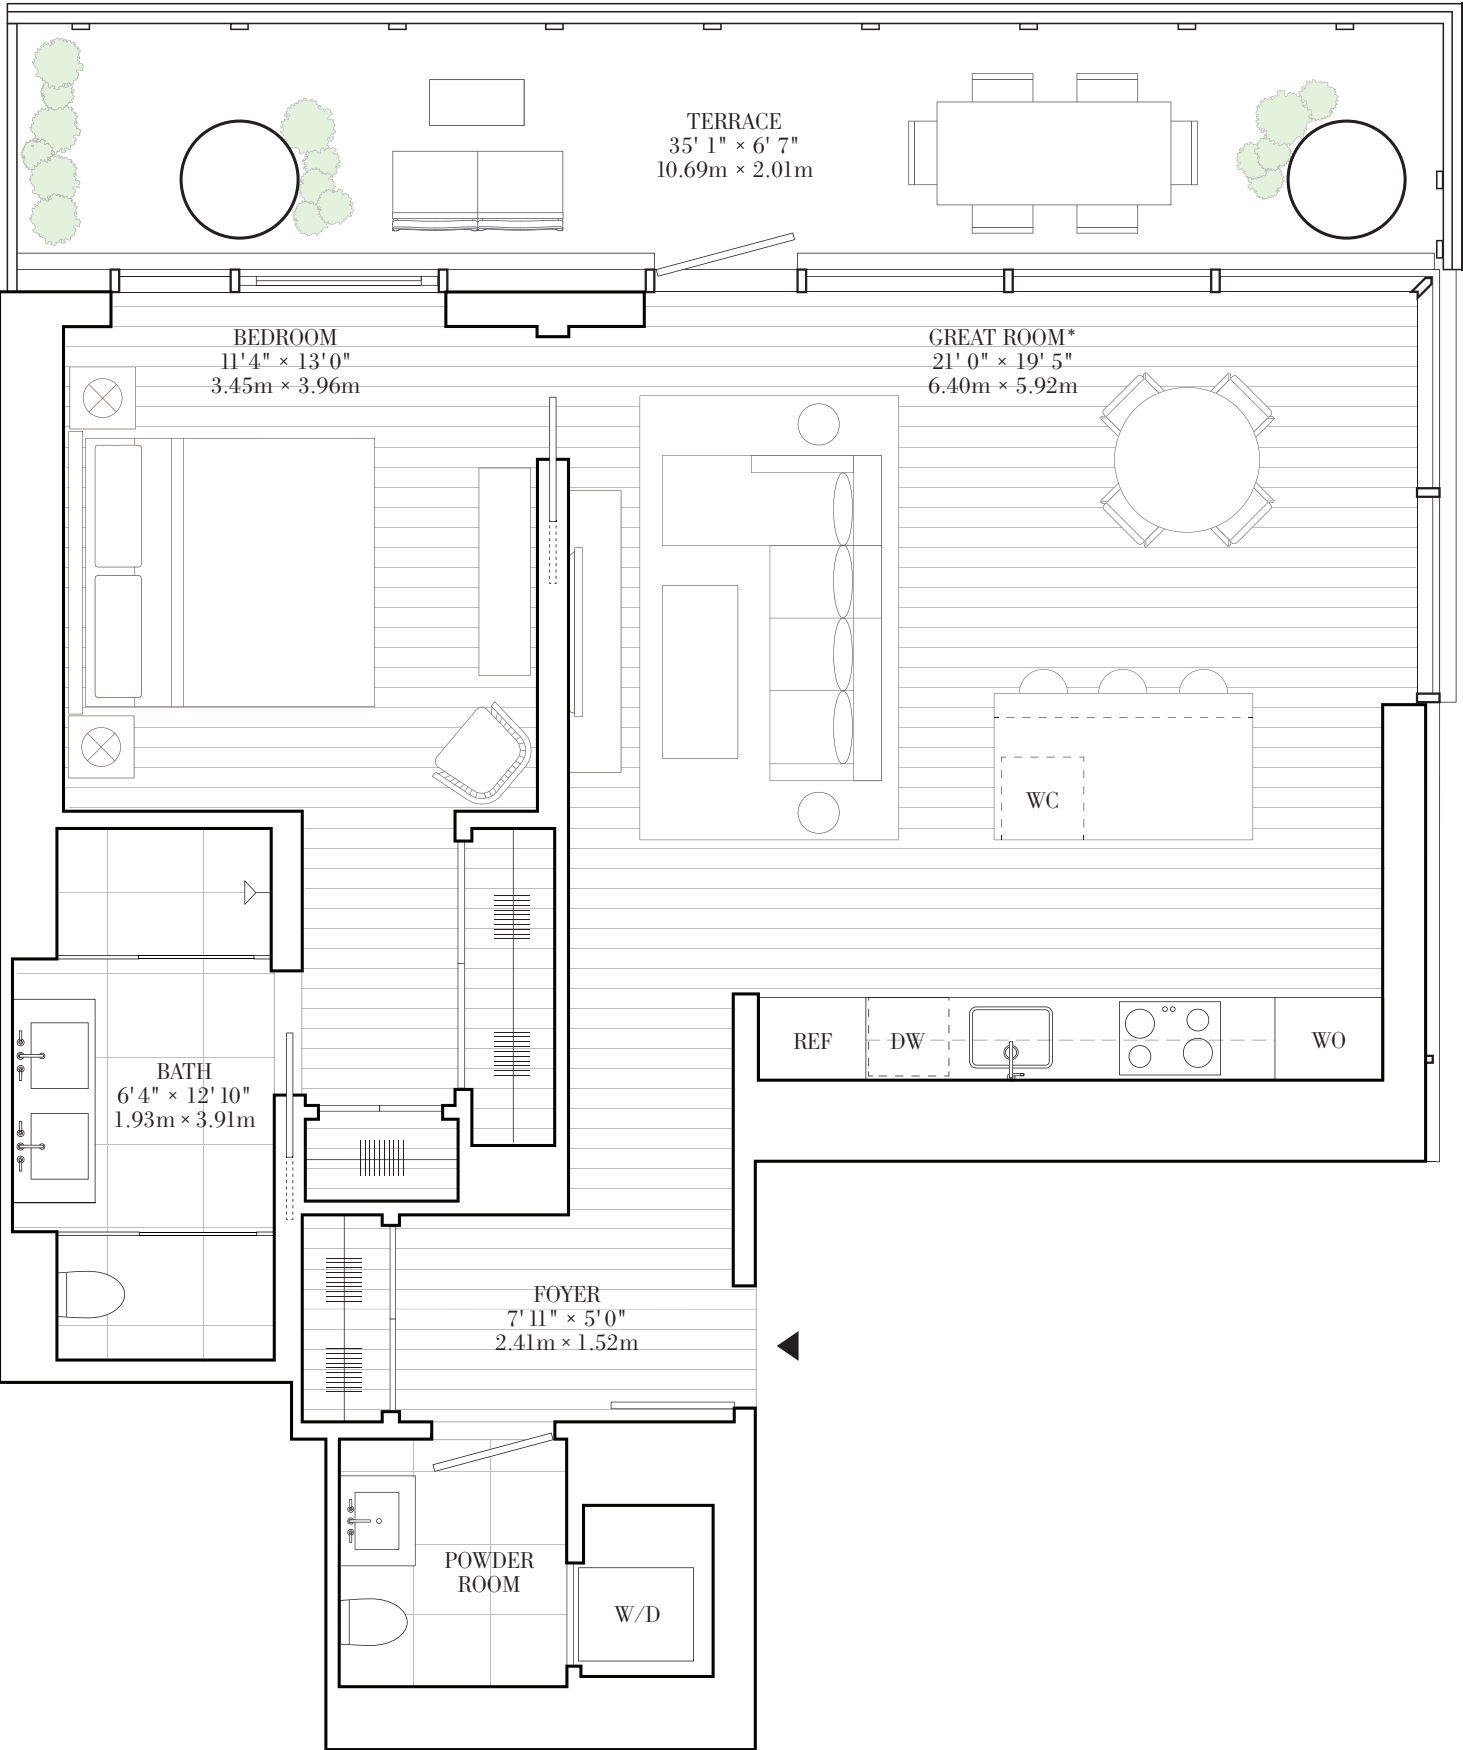 TERRACE
35' 1" × 6' 7"
10.69m × 2.01m
BEDROOM
11'4" × 13'0"
3.45m × 3.96m
GREAT ROOM*
21' 0" × 19' 5"
6.40m × 5.92m
WC
REF
DW
WO
BATH
6'4" × 12'10"
1.93m × 3.91m
FOYER
7'11" × 5'0"
2.41m × 1.52m
POWDER
ROOM
W/D